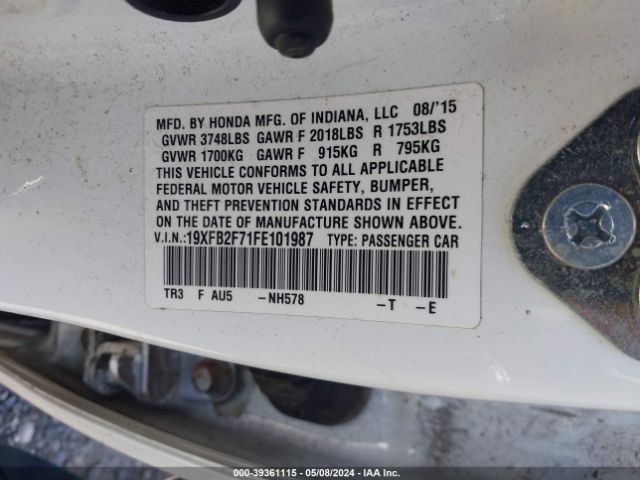 MFD. BY HONDA MFG. OF INDIANA, LLC 08/'15
GVWR 3748LBS GAWR F 2018LBS R 1753LBS
GVWR 1700KG GAWR F 915KG R 795KG
THIS VEHICLE CONFORMS TO ALL APPLICABLE
FEDERAL MOTOR VEHICLE SAFETY, BUMPER,
AND THEFT PREVENTION STANDARDS IN EFFECT
ON THE DATE OF MANUFACTURE SHOWN ABOVE.
V.I.N.:19XFB2F71FE101987 TYPE: PASSENGER CAR
TR3 F AU5 -NH578 -T -E
000-39361115 - 05/08/2024 - IAA Inc.